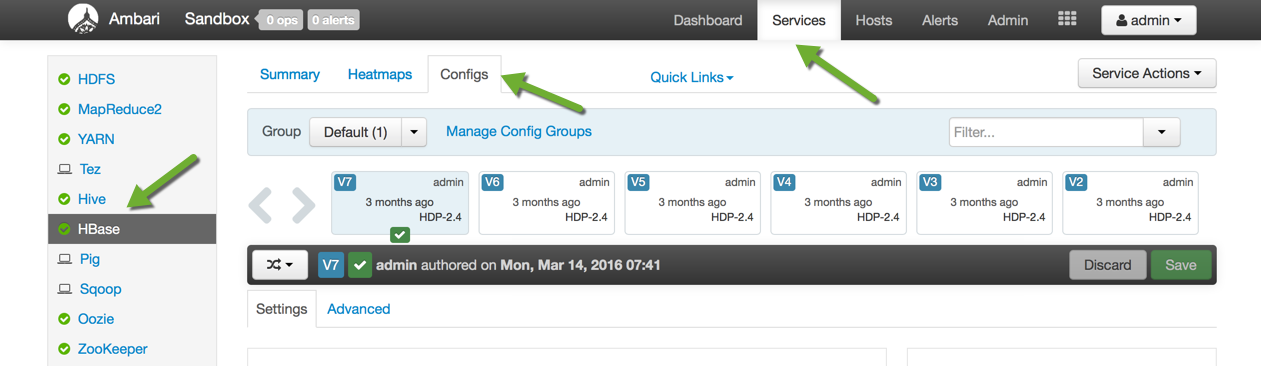 Ambari Sandbox 0 ops 0 alerts Dashboard Services Hosts Alerts Admin admin
HDFS
MapReduce2
YARN
Tez
Hive
HBase
Pig
Sqoop
Oozie
ZooKeeper
Summary Heatmaps Configs Quick Links Service Actions
Group Default (1) Manage Config Groups Filter...
V7 admin
3 months ago
HDP-2.4
V6 admin
3 months ago
HDP-2.4
V5 admin
3 months ago
HDP-2.4
V4 admin
3 months ago
HDP-2.4
V3 admin
3 months ago
HDP-2.4
V2 admin
3 months ago
HDP-2.4
V7 admin authored on Mon, Mar 14, 2016 07:41 Discard Save
Settings Advanced